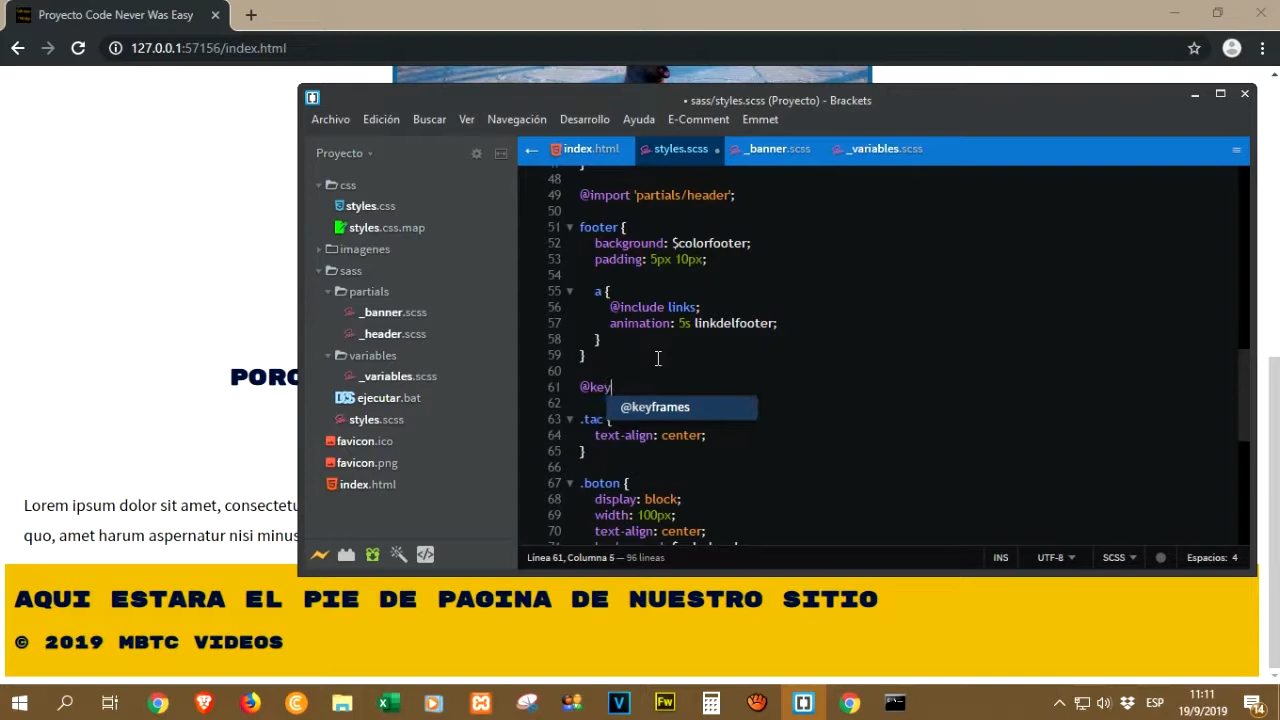 Proyecto Code Never Was Easy
127.0.0.1:57156/index.html
• sass/styles.scss (Proyecto) - Brackets
Archivo Edición Buscar Ver Navegación Desarrollo Ayuda E-Comment Emmet
Proyecto
index.html styles.scss _banner.scss _variables.scss
css
styles.css
styles.css.map
imagenes
sass
partials
_banner.scss
_header.scss
variables
_variables.scss
ejecutar.bat
styles.scss
favicon.ico
favicon.png
index.html
48
49 @import 'partials/header';
50
51 footer {
52 background: $colorfooter;
53 padding: 5px 10px;
54
55 a {
56 @include links;
57 animation: 5s linkdelfooter;
58 }
59 }
60
61 @key
@keyframes
62
63 .tac {
64 text-align: center;
65 }
66
67 .boton {
68 display: block;
69 width: 100px;
70 text-align: center;
Línea 61, Columna 5 — 96 líneas
INS UTF-8 SCSS Espacios: 4
PORQ
Lorem ipsum dolor sit amet, consectetu
quo, amet harum aspernatur nisi minus
AQUI ESTARA EL PIE DE PAGINA DE NUESTRO SITIO
© 2019 MBTC VIDEOS
ESP
11:11
19/9/2019
14